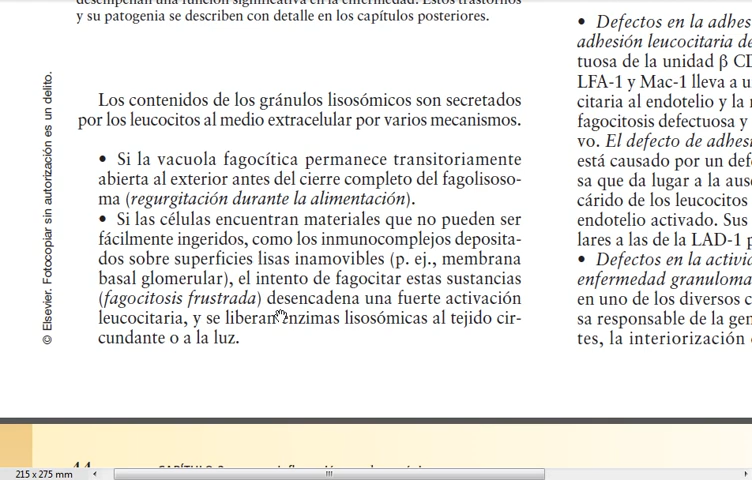 y su patogenia se describen con detalle en los capítulos posteriores.
Los contenidos de los gránulos lisosómicos son secretados
por los leucocitos al medio extracelular por varios mecanismos.
• Si la vacuola fagocítica permanece transitoriamente
abierta al exterior antes del cierre completo del fagolisoso-
ma (regurgitación durante la alimentación).
• Si las células encuentran materiales que no pueden ser
fácilmente ingeridos, como los inmunocomplejos deposita-
dos sobre superficies lisas inamovibles (p. ej., membrana
basal glomerular), el intento de fagocitar estas sustancias
(fagocitosis frustrada) desencadena una fuerte activación
leucocitaria, y se liberan enzimas lisosómicas al tejido cir-
cundante o a la luz.
© Elsevier. Fotocopiar sin autorización es un delito.
• Defectos en la adhes
adhesión leucocitaria de
tuosa de la unidad β CD
LFA-1 y Mac-1 lleva a u
citaria al endotelio y la
fagocitosis defectuosa y
vo. El defecto de adhes
está causado por un def
sa que da lugar a la aus
cárido de los leucocitos
endotelio activado. Sus
lares a las de la LAD-1 p
• Defectos en la activid
enfermedad granuloma
en uno de los diversos c
sa responsable de la gen
tes, la interiorización
215 x 275 mm